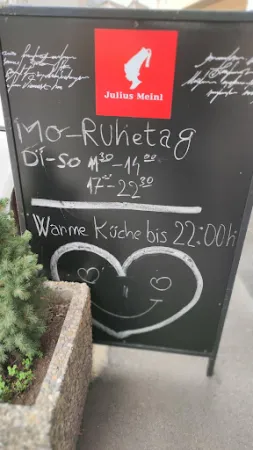 Julius Meinl
Mo-Ruhetag
Di-So 11³⁰-14⁰⁰
17⁰⁰-22³⁰
Warme Küche bis 22:00h